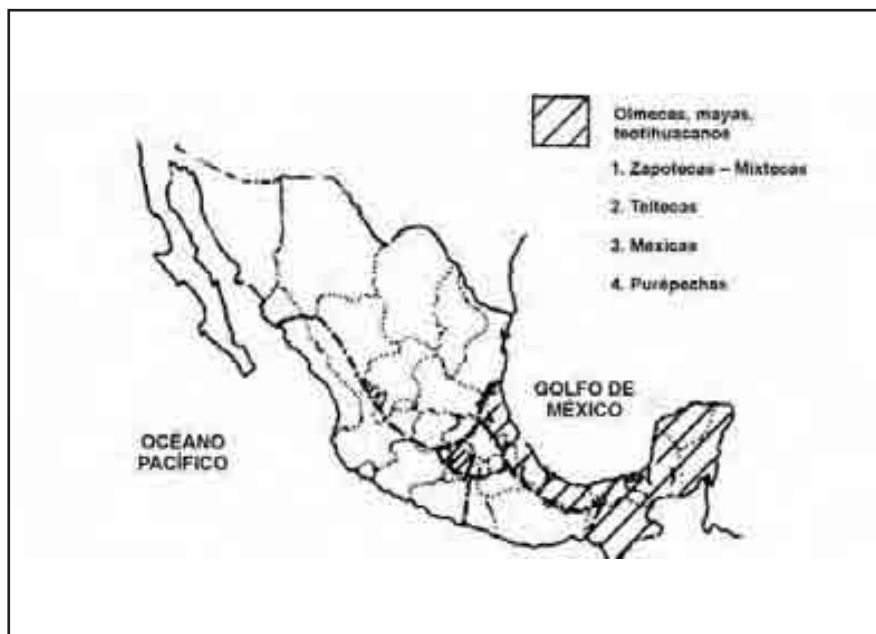 Olmecas, mayas,
teotihuacanos
1. Zapotecas – Mixtecas
2. Toltecas
3. Mexicas
4. Purépechas
GOLFO DE
MÉXICO
OCÉANO
PACÍFICO